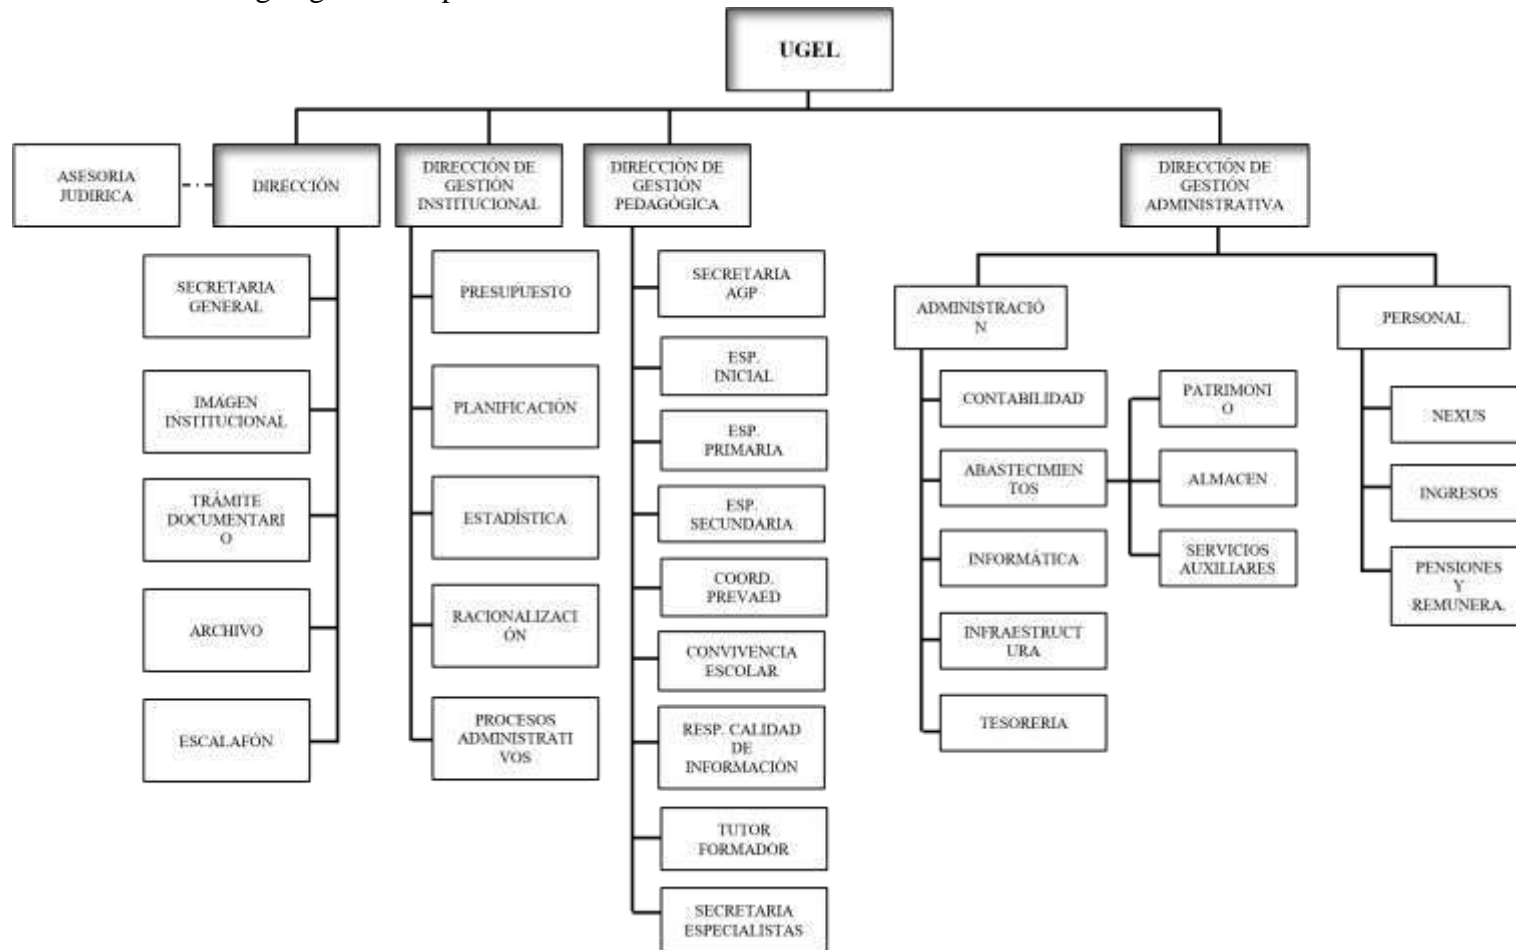 UGEL
ASESORIA
JUDIRICA
DIRECCIÓN
DIRECCIÓN DE
GESTIÓN
INSTITUCIONAL
DIRECCIÓN DE
GESTIÓN
PEDAGÓGICA
DIRECCIÓN DE
GESTIÓN
ADMINISTRATIVA
SECRETARIA
GENERAL
IMAGEN
INSTITUCIONAL
TRÁMITE
DOCUMENTARI
O
ARCHIVO
ESCALAFÓN
PRESUPUESTO
PLANIFICACIÓN
ESTADÍSTICA
RACIONALIZACI
ÓN
PROCESOS
ADMINISTRATI
VOS
SECRETARIA
AGP
ESP.
INICIAL
ESP.
PRIMARIA
ESP.
SECUNDARIA
COORD.
PREVAED
CONVIVENCIA
ESCOLAR
RESP. CALIDAD
DE
INFORMACIÓN
TUTOR
FORMADOR
SECRETARIA
ESPECIALISTAS
ADMINISTRACIÓ
N
CONTABILIDAD
ABASTECIMIEN
TOS
INFORMÁTICA
INFRAESTRUCT
URA
TESORERIA
PATRIMONI
O
ALMACEN
SERVICIOS
AUXILIARES
PERSONAL
NEXUS
INGRESOS
PENSIONES
Y
REMUNERA.